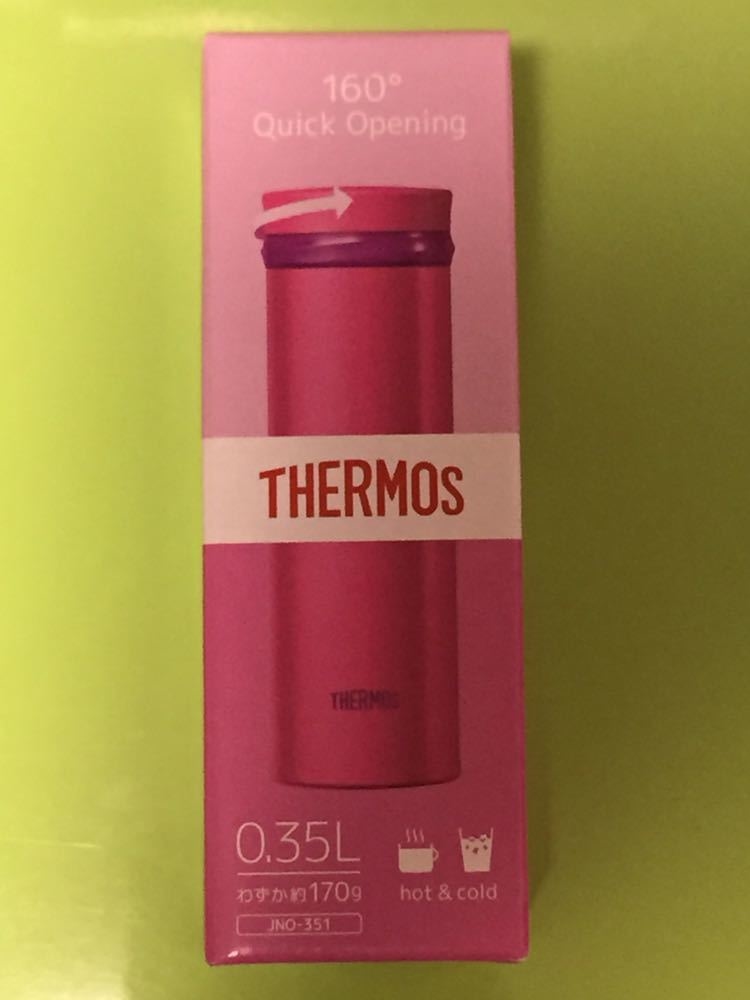 160°
Quick Opening
THERMOS
THERMOS
0.35L
わずか約170g
JNO-351
hot & cold